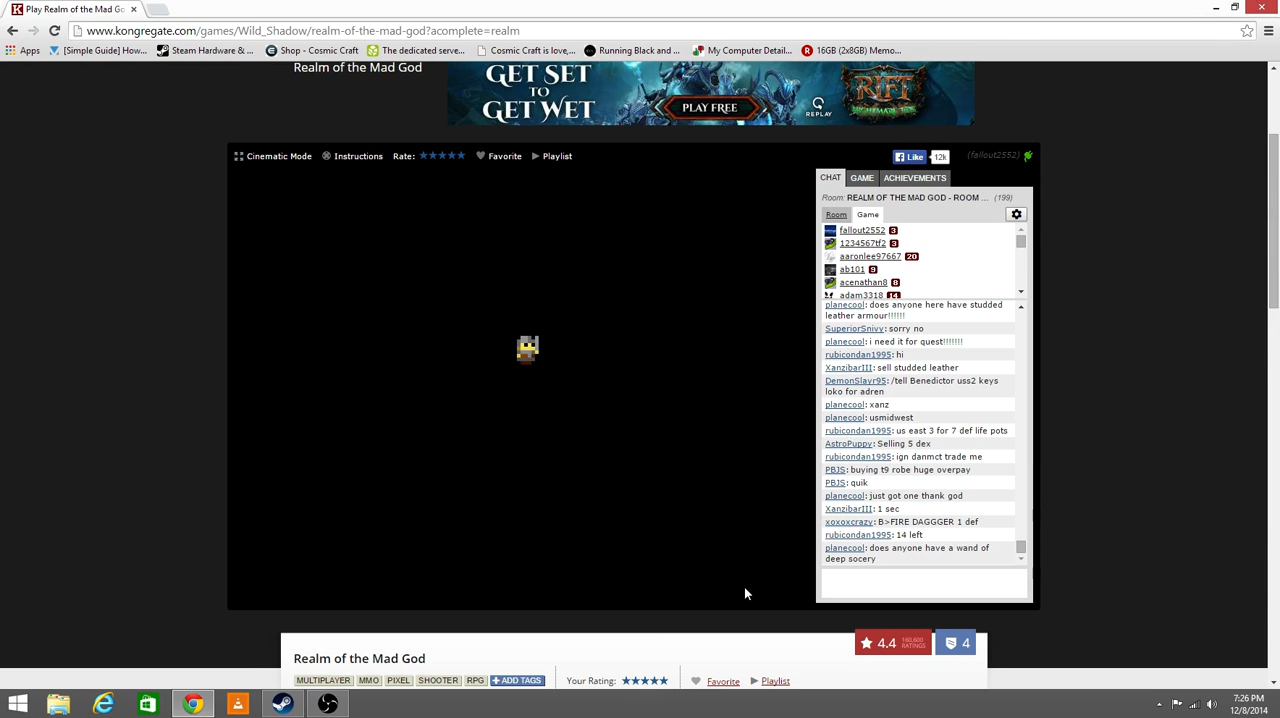 Play Realm of the Mad Go
www.kongregate.com/games/Wild_Shadow/realm-of-the-mad-god?acomplete=realm
Apps
[Simple Guide] How...
Steam Hardware & ...
Shop - Cosmic Craft
The dedicated serve...
Cosmic Craft is love,...
Running Black and ...
My Computer Detail...
16GB (2x8GB) Memo...
Realm of the Mad God
GET SET
TO
GET WET
PLAY FREE
REPLAY
RIFT
Cinematic Mode
Instructions
Rate:
Favorite
Playlist
Like
12k
(fallout2552)
CHAT
GAME
ACHIEVEMENTS
Room: REALM OF THE MAD GOD - ROOM ... (199)
Room
Game
fallout2552 3
1234567tf2 3
aaronlee97667 20
ab101 9
acenathan8 8
adam3318 14
planecool: does anyone here have studded
leather armour!!!!!!
SuperiorSnivy: sorry no
planecool: i need it for quest!!!!!!!
rubicondan1995: hi
XanzibarIII: sell studded leather
DemonSlayr95: /tell Benedictor uss2 keys
loko for adren
planecool: xanz
planecool: usmidwest
rubicondan1995: us east 3 for 7 def life pots
AstroPuppy: Selling 5 dex
rubicondan1995: ign danmct trade me
PBJS: buying t9 robe huge overpay
PBJS: quik
planecool: just got one thank god
XanzibarIII: 1 sec
xoxoxcrazy: B>FIRE DAGGGER 1 def
rubicondan1995: 14 left
planecool: does anyone have a wand of
deep socery
4.4
160,600
RATINGS
4
Realm of the Mad God
MULTIPLAYER
MMO
PIXEL
SHOOTER
RPG
ADD TAGS
Your Rating:
Favorite
Playlist
7:26 PM
12/8/2014